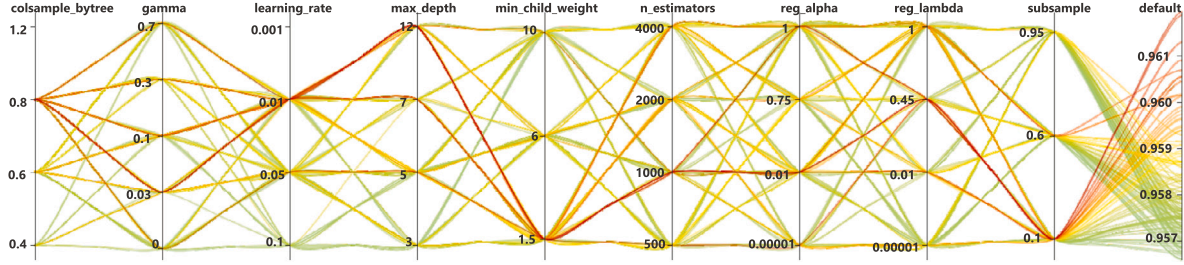 colsample_bytree gamma learning_rate max_depth min_child_weight n_estimators reg_alpha reg_lambda subsample default
1.2 0.7 0.001 12 10 4000 1 1 0.95
0.961
0.3
0.8 0.01 7 2000 0.75 0.45 0.960
0.1 6 0.6
0.959
0.6 0.05 5 1000 0.01 0.01
0.03 0.958
0.4 0 0.1 3 1.5 500 0.00001 0.00001 0.1 0.957